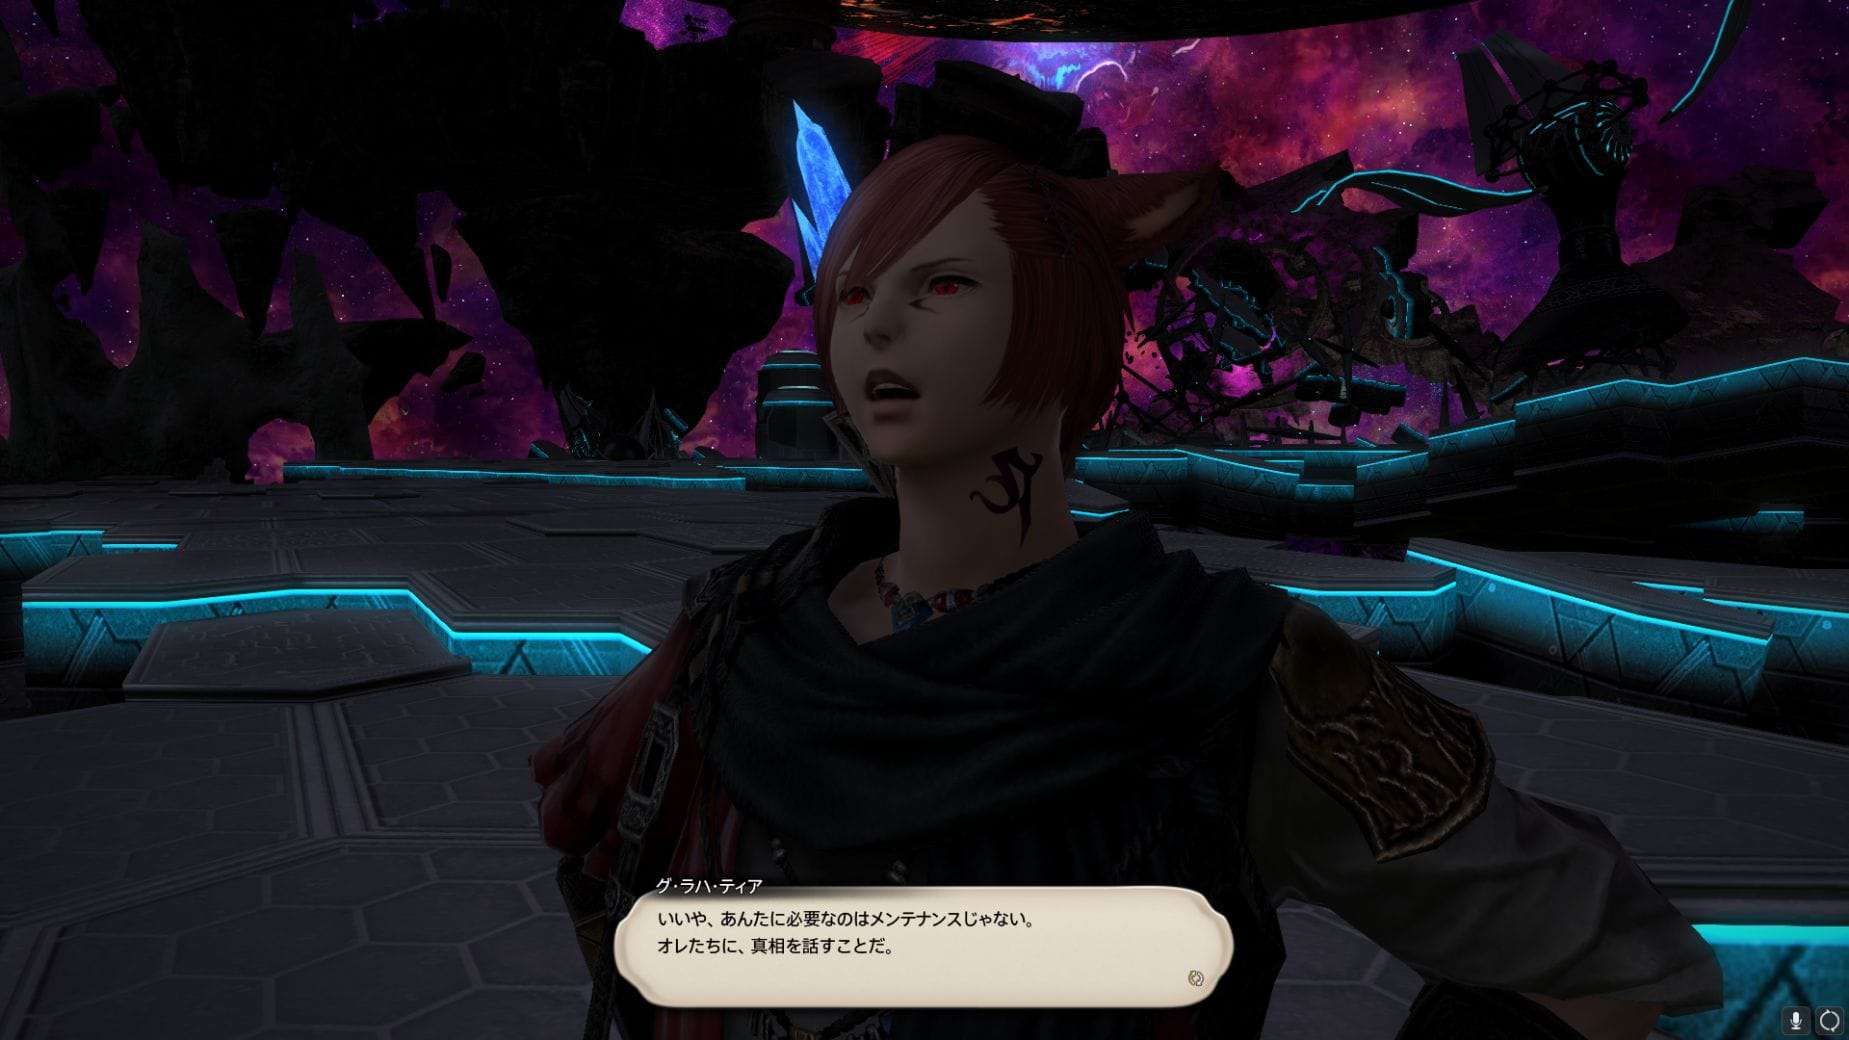 グ・ラハ・ティア
いいや、あんたに必要なのはメンテナンスじゃない。
オレたちに、真相を話すことだ。